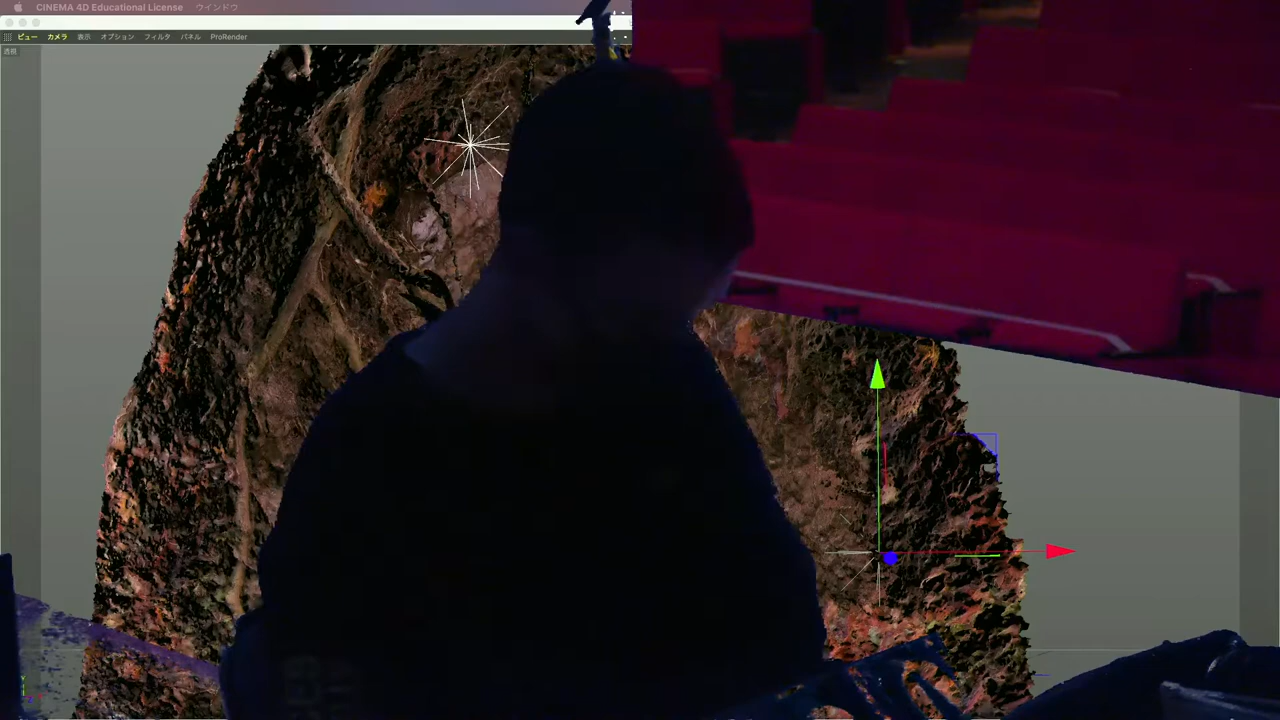 CINEMA 4D Educational License ウインドウ
ビュー カメラ 表示 オプション フィルタ パネル ProRender
透視
Y